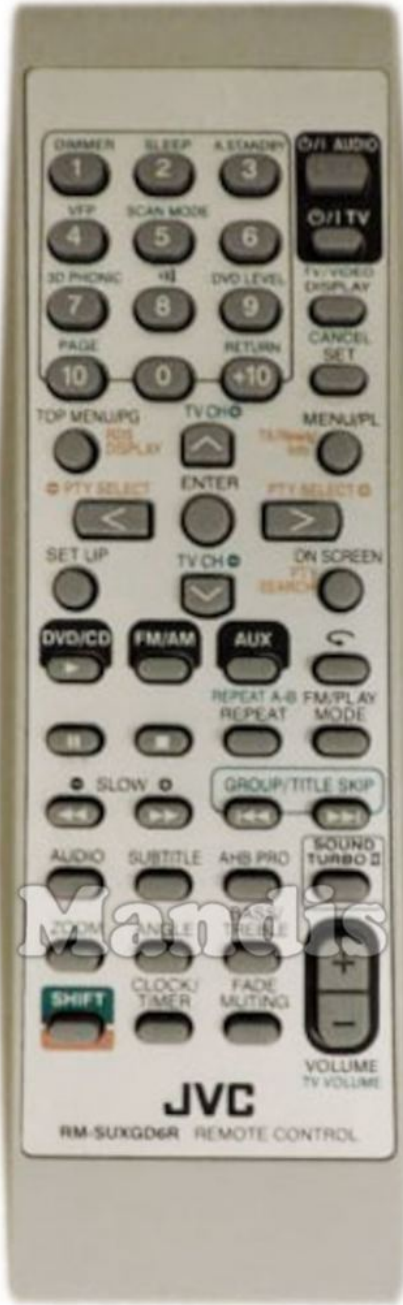 DIMMER SLEEP A.STANDBY ⏻/I AUDIO
1 2 3
VFP SCAN MODE ⏻/I TV
4 5 6
3D PHONIC DVD LEVEL TV/VIDEO
DISPLAY
7 8 9
PAGE RETURN CANCEL
SET
10 0 +10
TOP MENU/PG TV CH MENU/PL
RDS
DISPLAY
PTY SELECT ENTER PTY SELECT
< >
SET UP TV CH ON SCREEN
PTY
SEARCH
DVD/CD FM/AM AUX
REPEAT A-B FM/PLAY
REPEAT MODE
SLOW GROUP/TITLE SKIP
AUDIO SUBTITLE AHB PRO SOUND
TURBO II
Mandis
ZOOM ANGLE BASS/
TREBLE
+
SHIFT CLOCK/
TIMER FADE
MUTING
−
VOLUME
TV VOLUME
JVC
RM-SUXGD6R REMOTE CONTROL